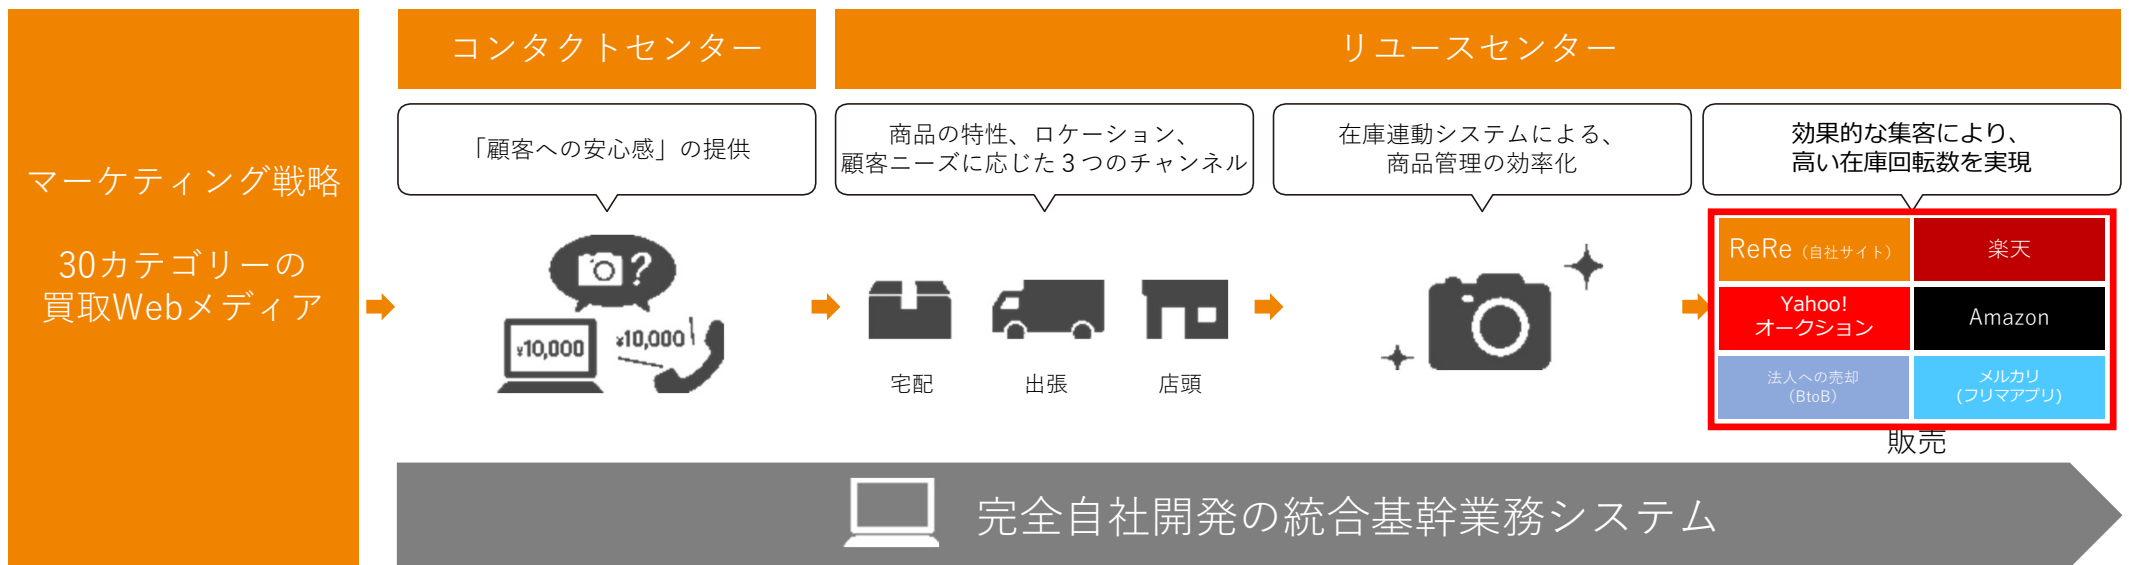 マーケティング戦略
30カテゴリーの
買取Webメディア
コンタクトセンター
リユースセンター
「顧客への安心感」の提供
商品の特性、ロケーション、
顧客ニーズに応じた３つのチャンネル
在庫連動システムによる、
商品管理の効率化
効果的な集客により、
高い在庫回転数を実現
?
¥10,000
¥10,000
宅配
出張
店頭
ReRe（自社サイト）
楽天
Yahoo!
オークション
Amazon
法人への売却
（BtoB）
メルカリ
(フリマアプリ)
販売
完全自社開発の統合基幹業務システム